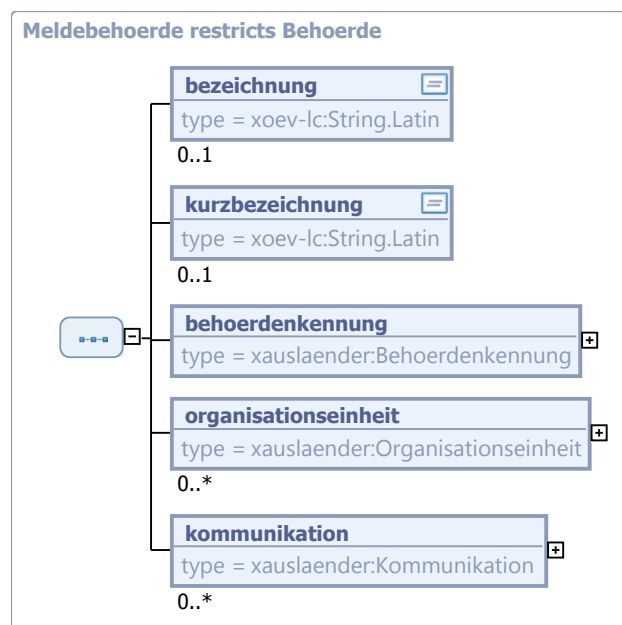 Meldebehoerde restricts Behoerde
bezeichnung
type = xoev-lc:String.Latin
0..1
kurzbezeichnung
type = xoev-lc:String.Latin
0..1
behoerdenkennung
type = xauslaender:Behoerdenkennung
organisationseinheit
type = xauslaender:Organisationseinheit
0..*
kommunikation
type = xauslaender:Kommunikation
0..*